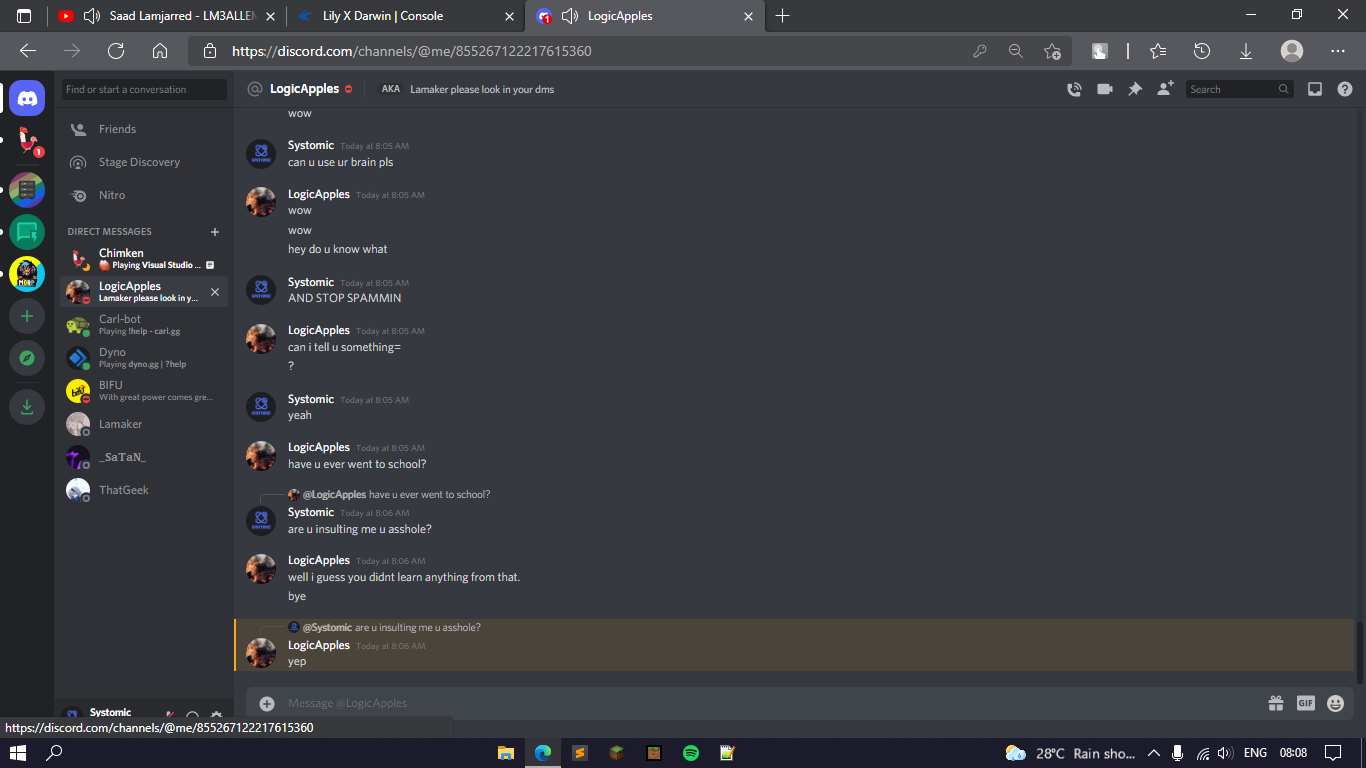 Saad Lamjarred - LM3ALLEM
Lily X Darwin | Console
LogicApples
https://discord.com/channels/@me/855267122217615360
Find or start a conversation
@ LogicApples
AKA Lamaker please look in your dms
Search
Friends
Stage Discovery
Nitro
DIRECT MESSAGES
Chimken
Playing Visual Studio ...
LogicApples
Lamaker please look in y...
Carl-bot
Playing !help - carl.gg
Dyno
Playing dyno.gg | ?help
BIFU
With great power comes gre...
Lamaker
_SaTaN_
ThatGeek
1
wow
Systomic Today at 8:05 AM
can u use ur brain pls
LogicApples Today at 8:05 AM
wow
wow
hey do u know what
Systomic Today at 8:05 AM
AND STOP SPAMMIN
LogicApples Today at 8:05 AM
can i tell u something=
?
Systomic Today at 8:05 AM
yeah
LogicApples Today at 8:05 AM
have u ever went to school?
@LogicApples have u ever went to school?
Systomic Today at 8:06 AM
are u insulting me u asshole?
LogicApples Today at 8:06 AM
well i guess you didnt learn anything from that.
bye
@Systomic are u insulting me u asshole?
LogicApples Today at 8:06 AM
yep
Message @LogicApples
GIF
Systomic
https://discord.com/channels/@me/855267122217615360
28°C Rain sho...
ENG
08:08